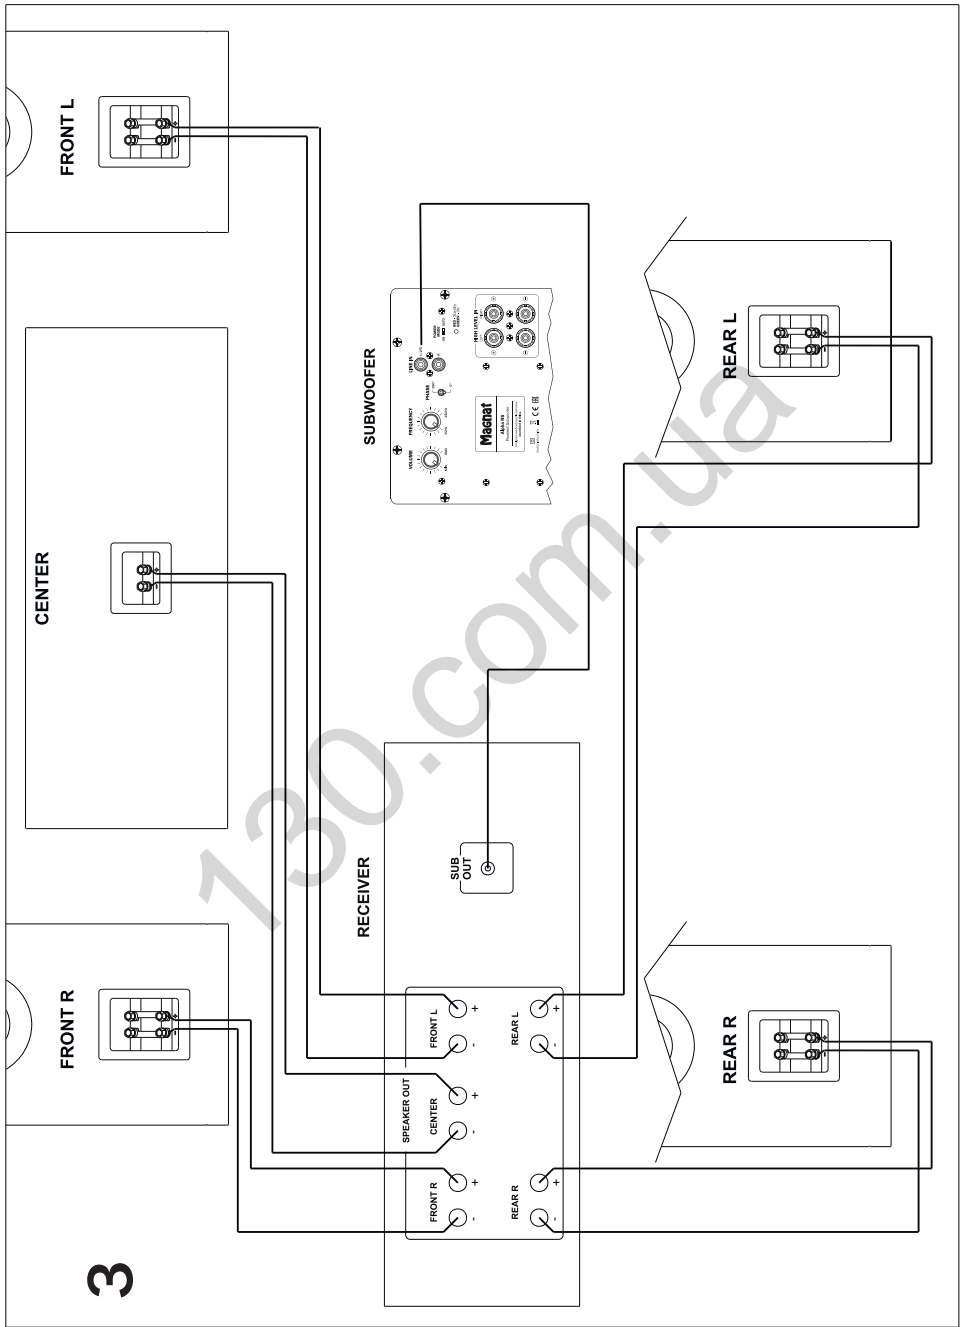 3
FRONT R
CENTER
FRONT L
RECEIVER
SPEAKER OUT
FRONT R
CENTER
FRONT L
- +
- +
- +
REAR R
REAR L
- +
- +
SUB
OUT
SUBWOOFER
VOLUME
FREQUENCY
PHASE
LINE IN
HIGH LEVEL IN
Magnat
REAR R
REAR L
- +
- +
- +
- +
- +
130.com.ua